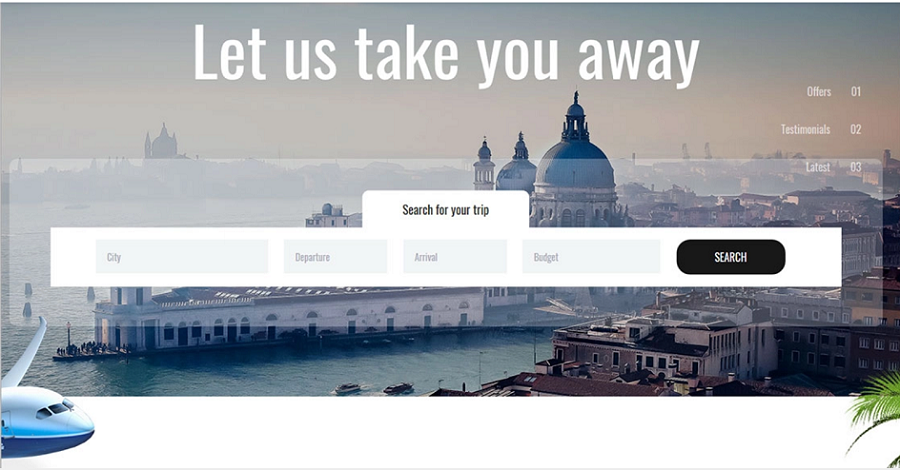 Let us take you away
Offers 01
Testimonials 02
Latest 03
Search for your trip
City Departure Arrival Budget SEARCH